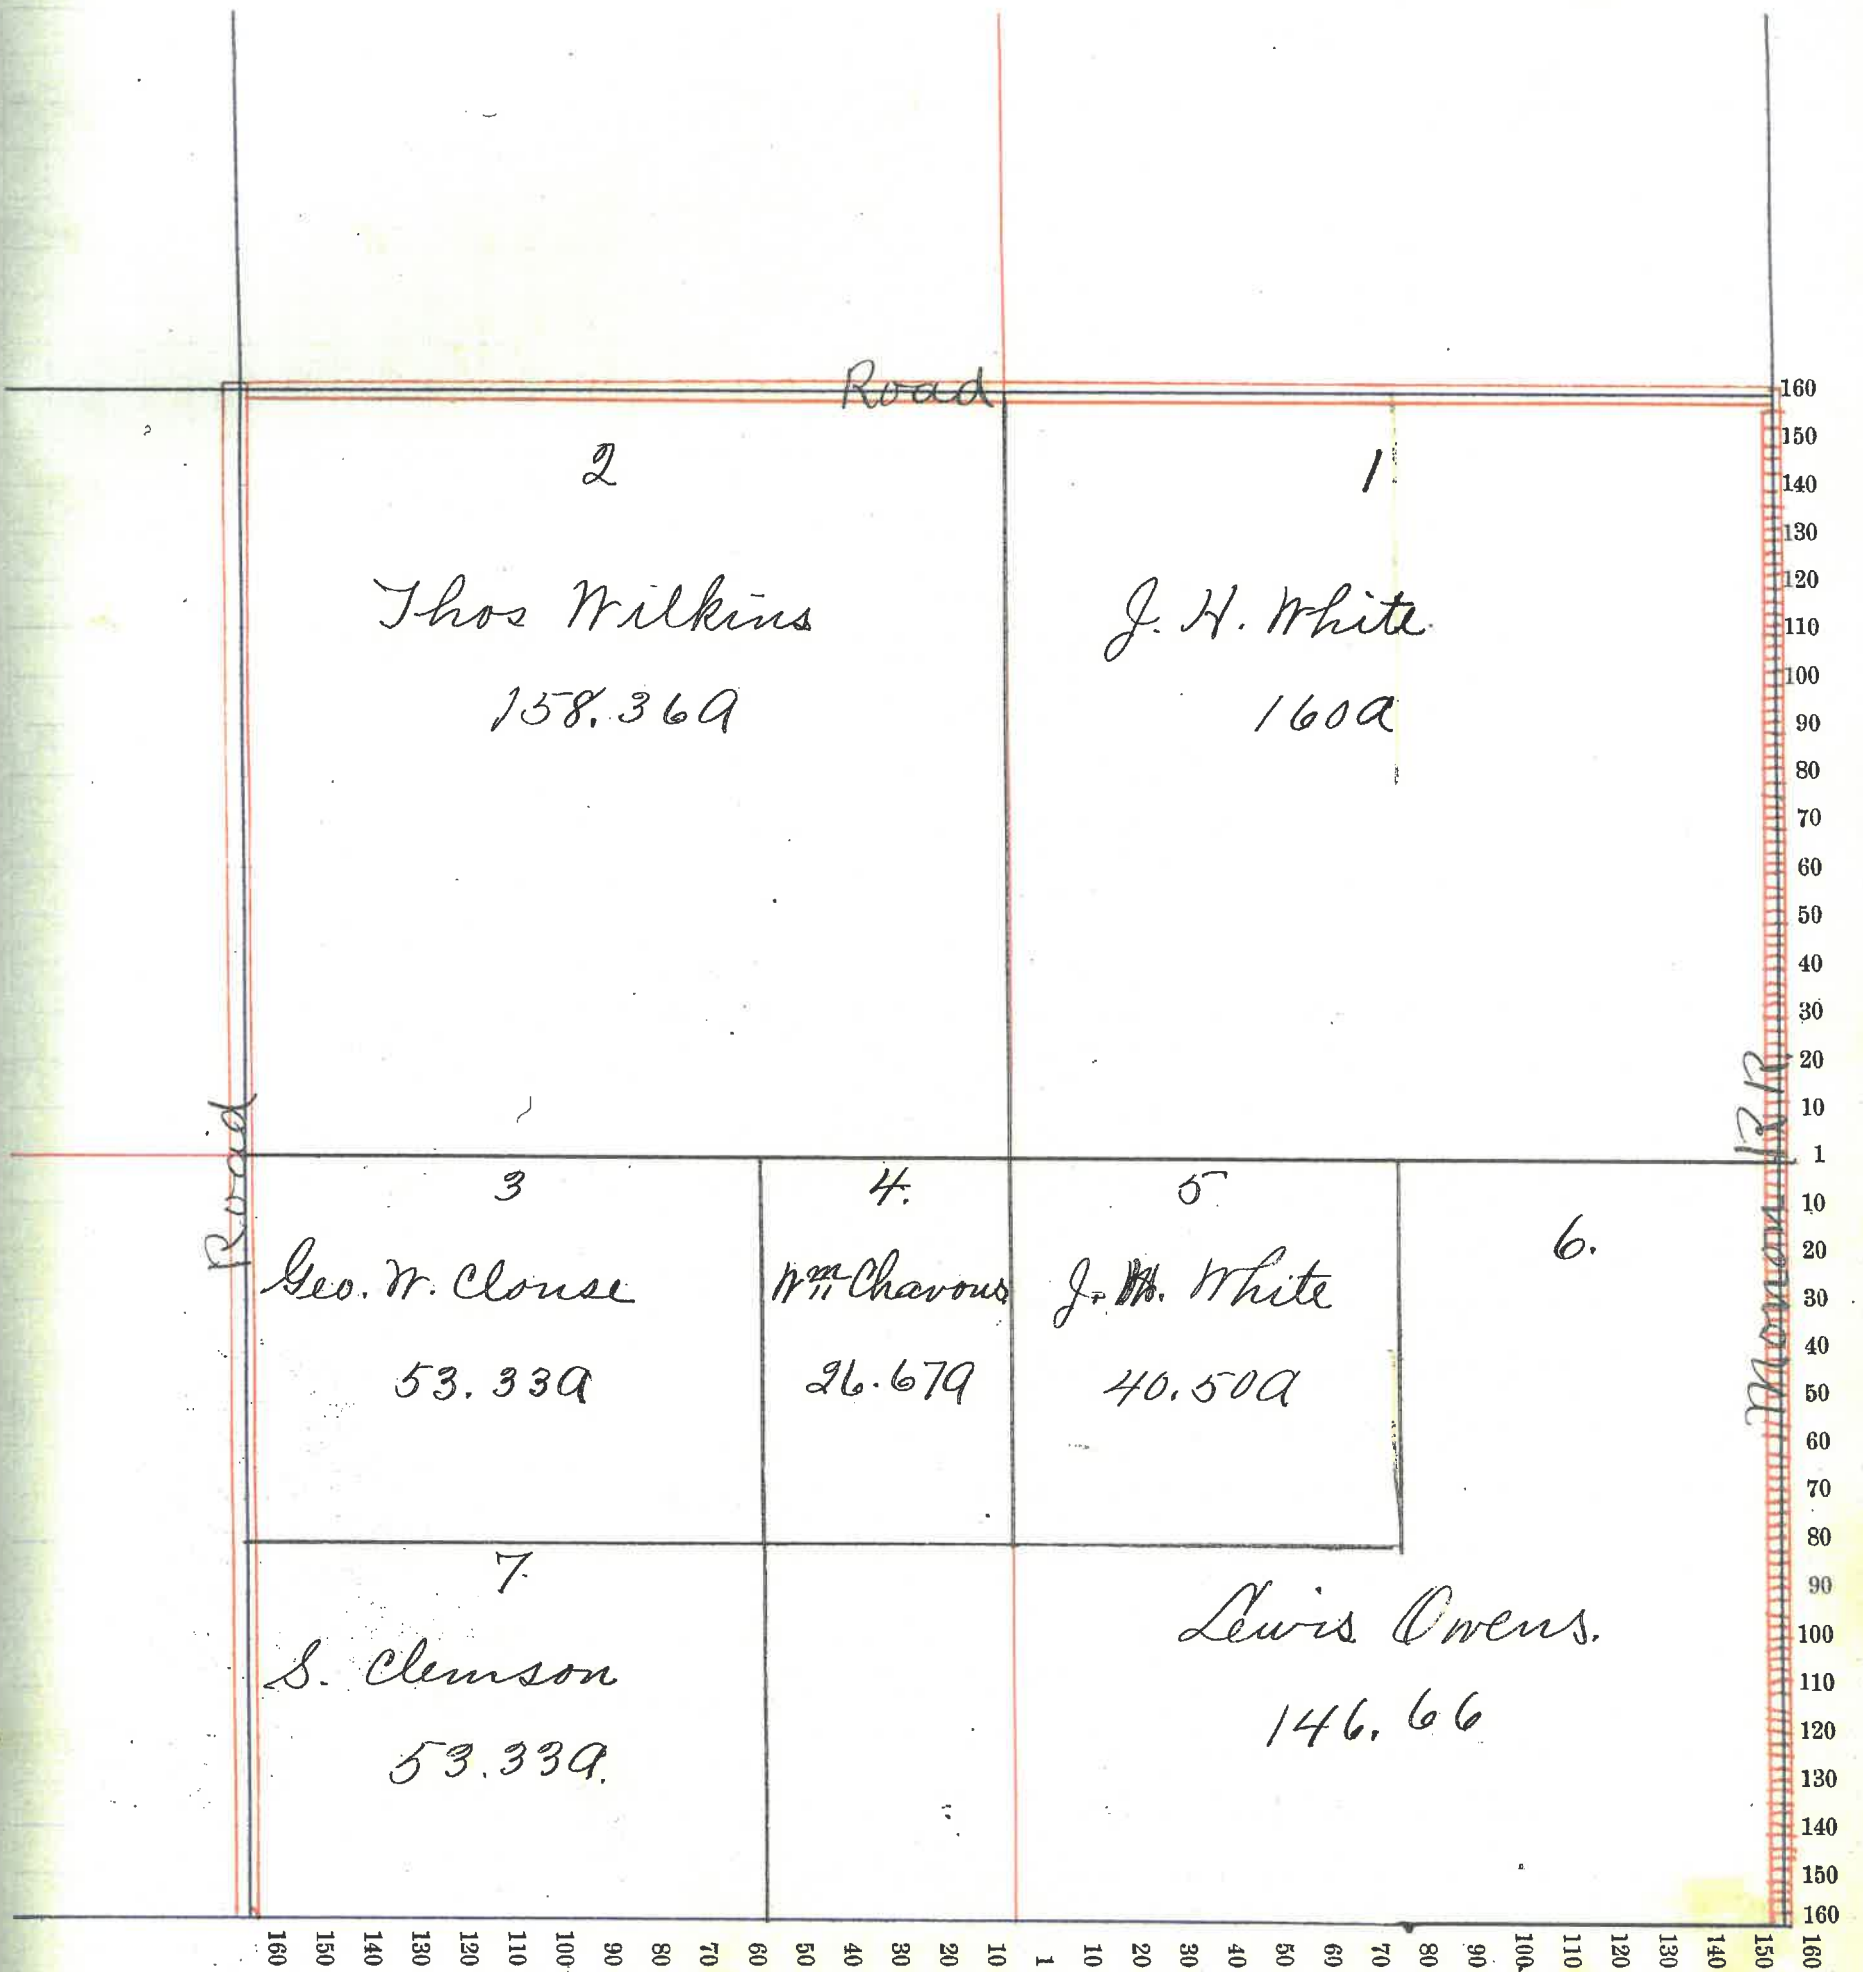 Road
2
Thos Wilkins
158.36a
1
J. H. White
160a
Road
Monon RR
3
Geo. W. Clouse
53.33a
4.
Wm Chavous
26.67a
5
J. H. White
40.50a
6.
Lewis Owens.
146.66
7.
S. Clemson
53.33a.
160
150
140
130
120
110
100
90
80
70
60
50
40
30
20
10
1
10
20
30
40
50
60
70
80
90
100
110
120
130
140
150
160
160 150 140 130 120 110 100 90 80 70 60 50 40 30 20 10 1 10 20 30 40 50 60 70 80 90 100 110 120 130 140 150 160